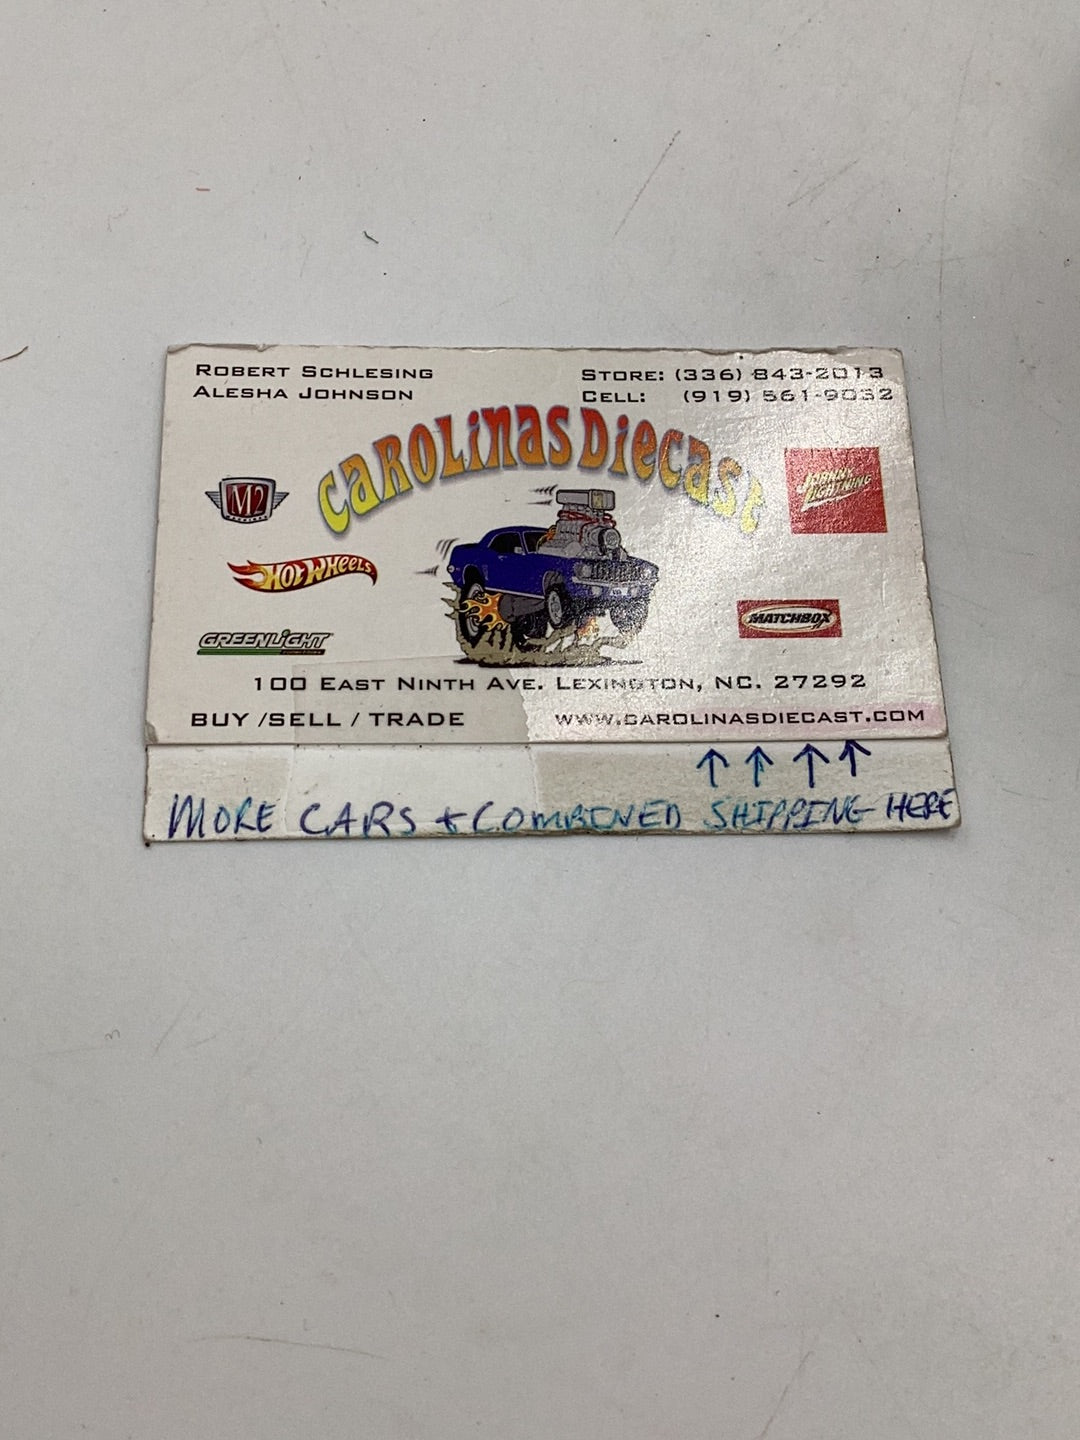 ROBERT SCHLESING
ALESHA JOHNSON
STORE: (336) 843-2013
CELL: (919) 561-9032
CAROLINAS DIECAST
M2
MACHINES
JOHNNY LIGHTNING
HOT WHEELS
GREENLIGHT
MATCHBOX
100 EAST NINTH AVE. LEXINGTON, NC. 27292
BUY /SELL / TRADE
WWW.CAROLINASDIECAST.COM
MORE CARS + COMBINED SHIPPING HERE